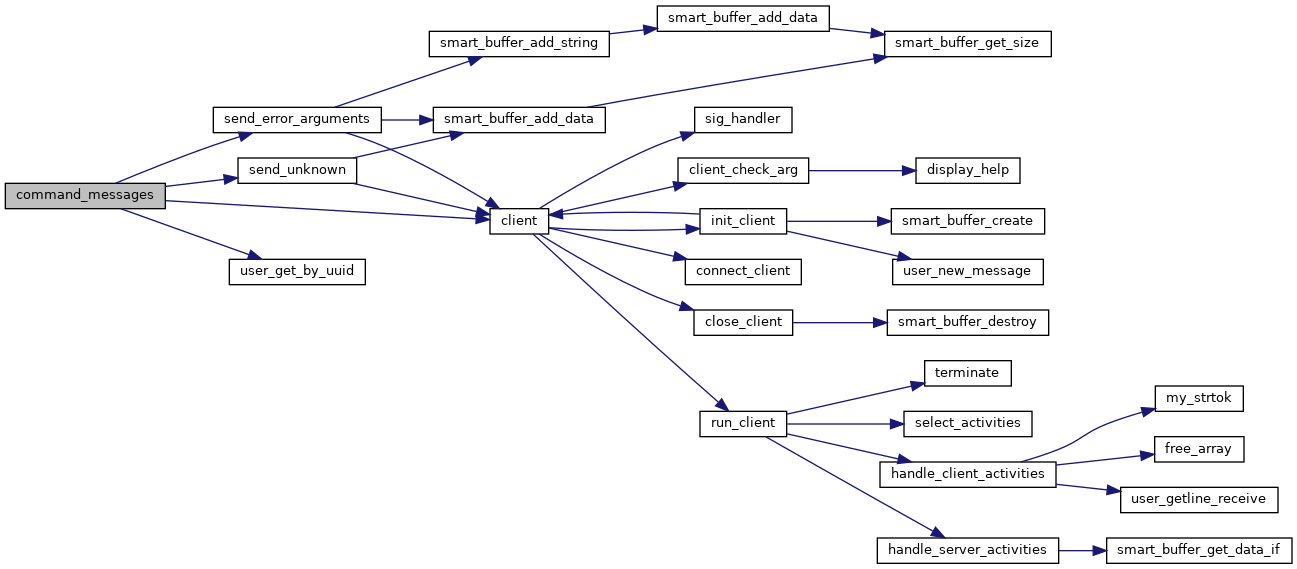 smart_buffer_add_data
smart_buffer_add_string
smart_buffer_get_size
send_error_arguments
smart_buffer_add_data
sig_handler
send_unknown
client_check_arg
display_help
command_messages
client
init_client
smart_buffer_create
user_get_by_uuid
connect_client
user_new_message
close_client
smart_buffer_destroy
terminate
my_strtok
run_client
select_activities
free_array
handle_client_activities
user_getline_receive
handle_server_activities
smart_buffer_get_data_if